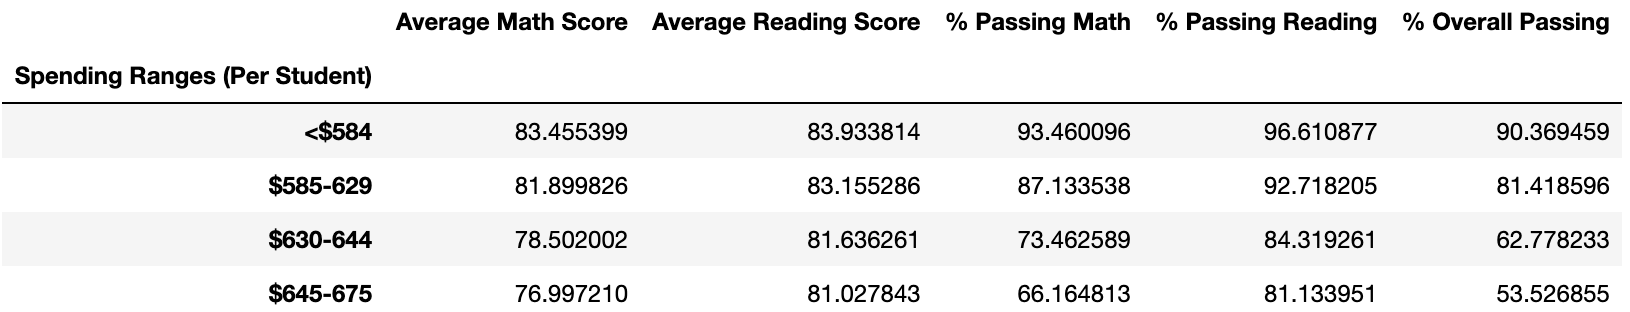 Average Math Score Average Reading Score % Passing Math % Passing Reading % Overall Passing
Spending Ranges (Per Student)
<$584 83.455399 83.933814 93.460096 96.610877 90.369459
$585-629 81.899826 83.155286 87.133538 92.718205 81.418596
$630-644 78.502002 81.636261 73.462589 84.319261 62.778233
$645-675 76.997210 81.027843 66.164813 81.133951 53.526855